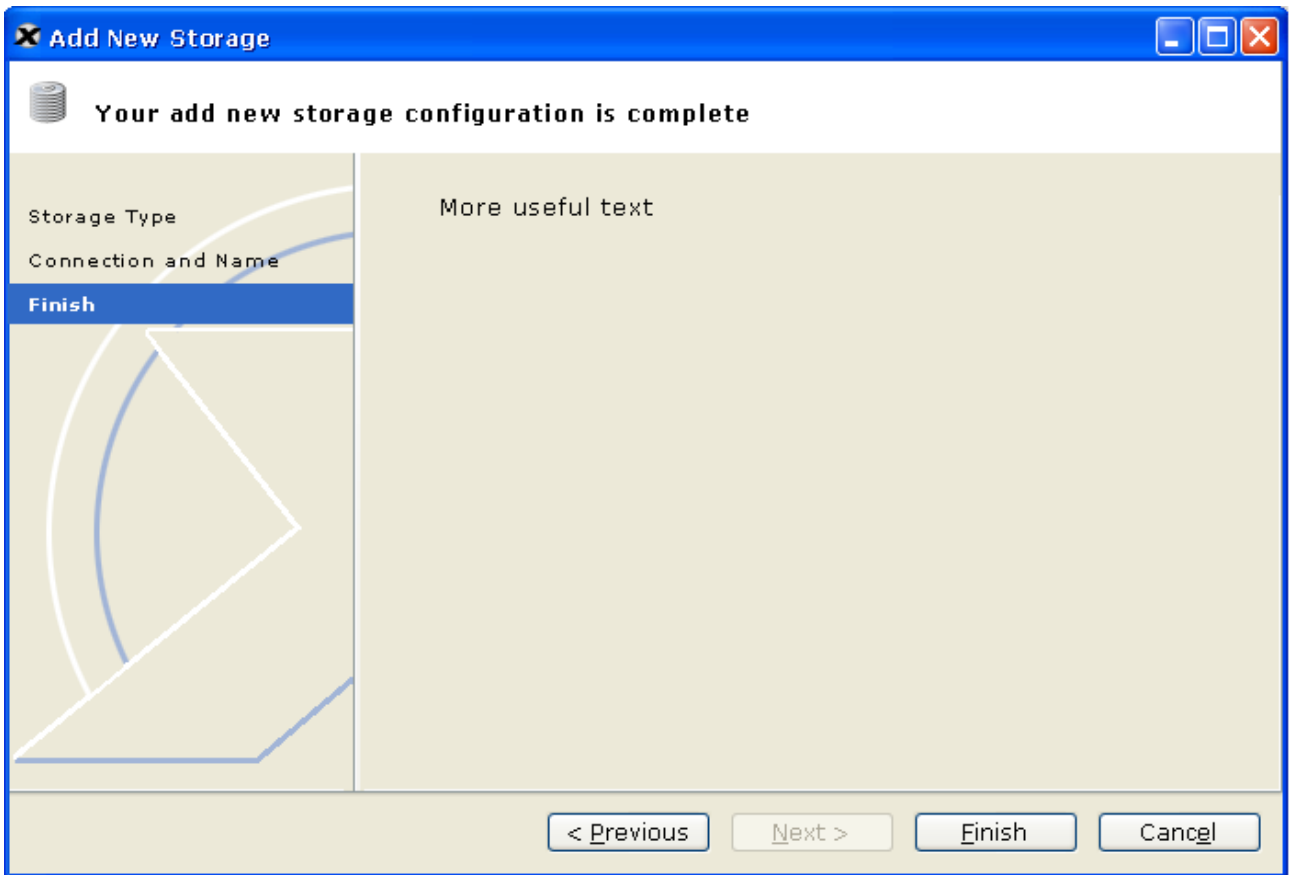 Add New Storage
Your add new storage configuration is complete
Storage Type
Connection and Name
Finish
More useful text
< Previous
Next >
Finish
Cancel